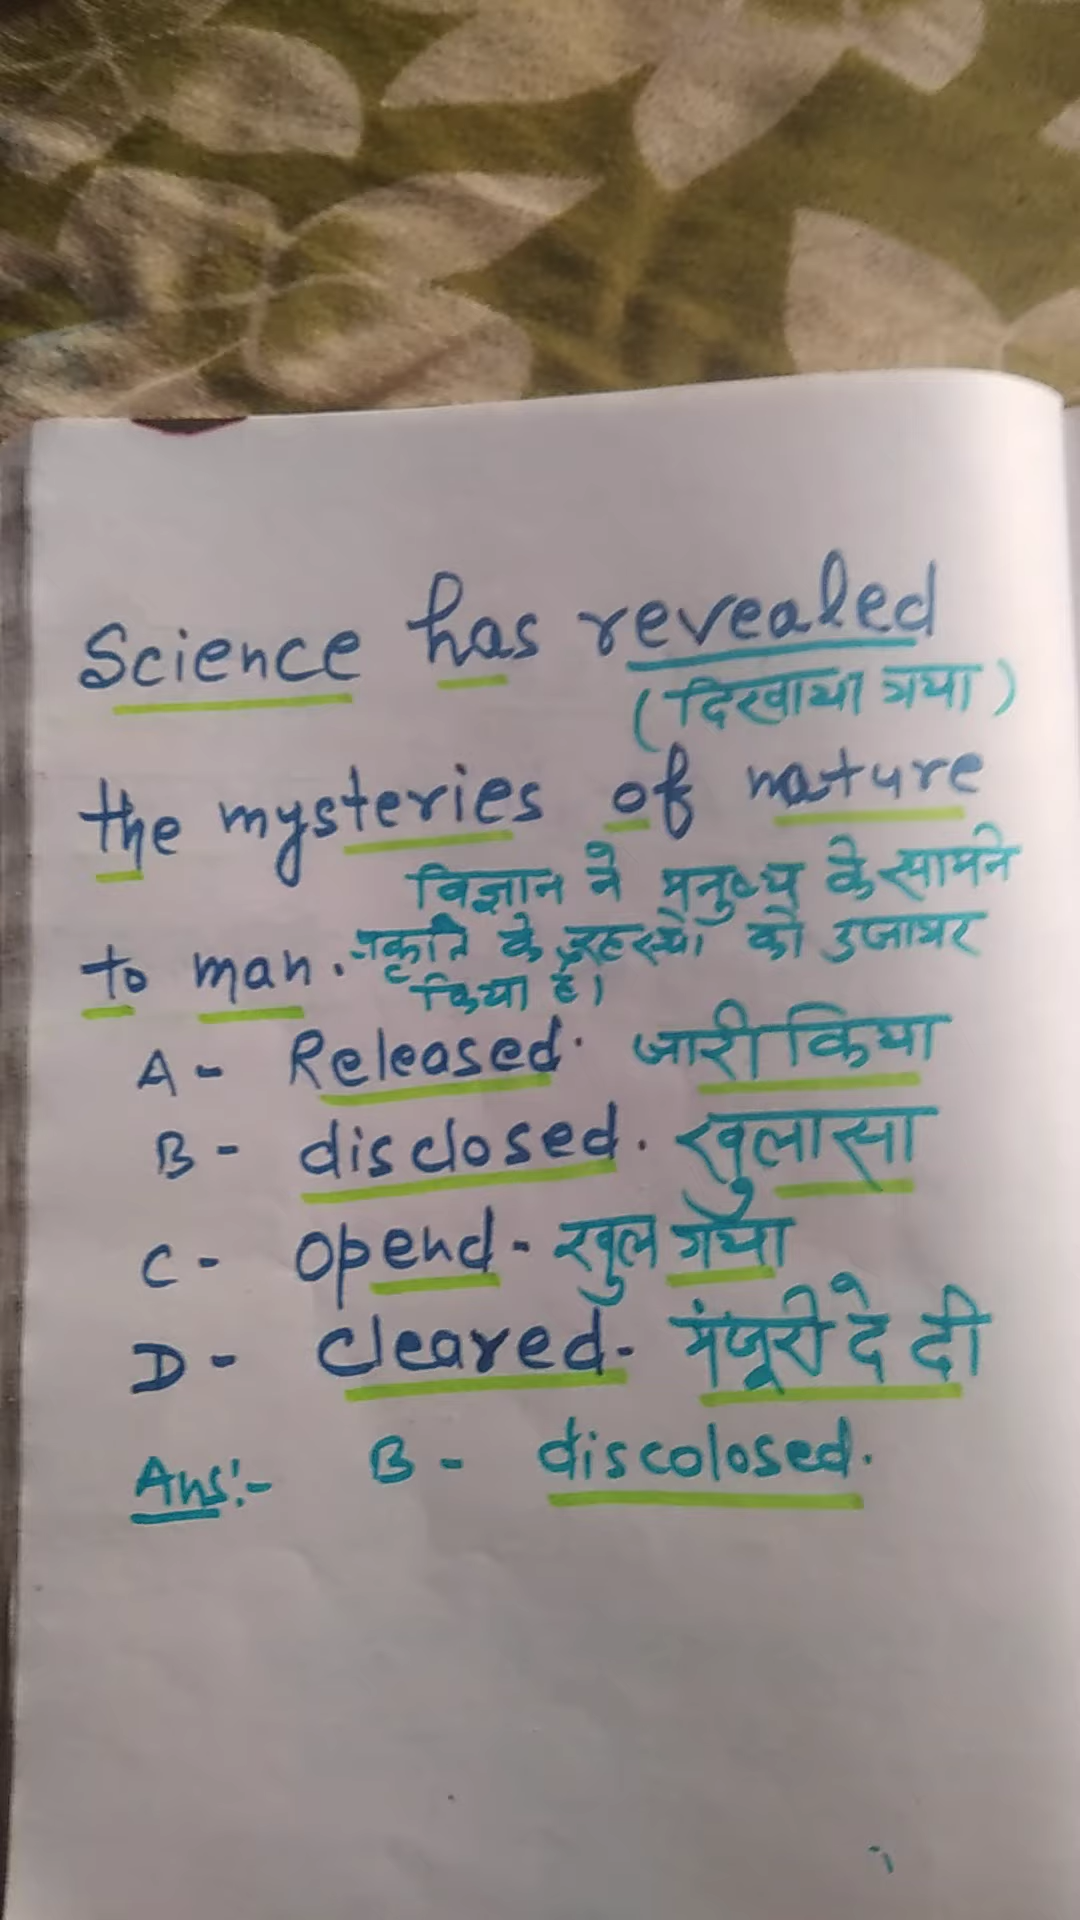 Science has revealed
(दिखाया गया)
the mysteries of nature
विज्ञान ने मनुष्य के सामने
to man. प्रकृति के रहस्यों को उजागर
किया है।
A- Released. जारी किया
B- disclosed. खुलासा
C- opend- खुल गया
D- cleared- मंजूरी दे दी
Ans:- B- discolosed.